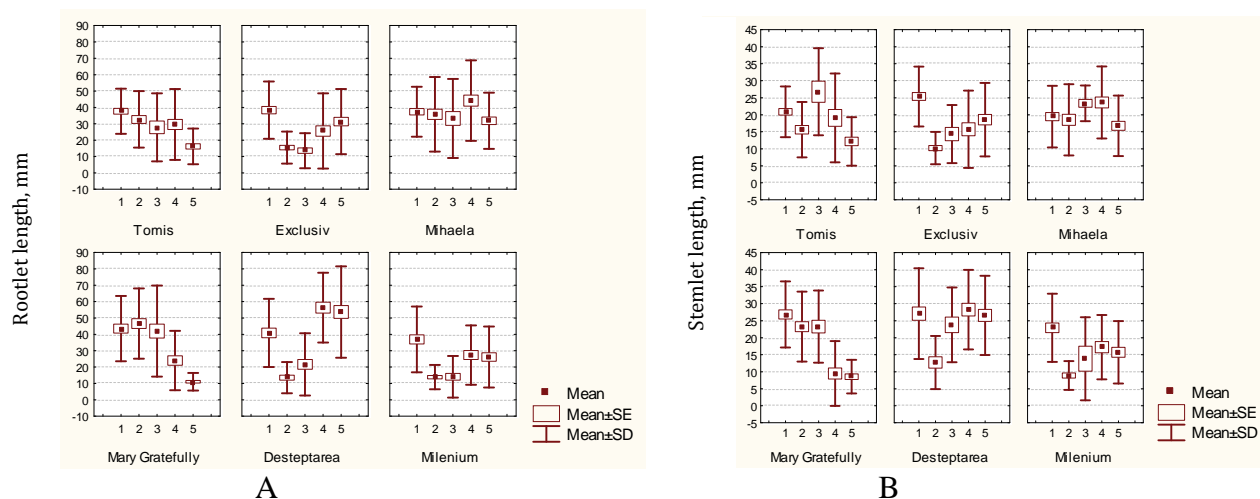 Rootlet length, mm
90
80
70
60
50
40
30
20
10
0
-10
1 2 3 4 5
Tomis
1 2 3 4 5
Exclusiv
1 2 3 4 5
Mihaela
90
80
70
60
50
40
30
20
10
0
-10
1 2 3 4 5
Mary Gratefully
1 2 3 4 5
Desteptarea
1 2 3 4 5
Milenium
Mean
Mean±SE
Mean±SD
A
Stemlet length, mm
45
40
35
30
25
20
15
10
5
0
-5
1 2 3 4 5
Tomis
1 2 3 4 5
Exclusiv
1 2 3 4 5
Mihaela
45
40
35
30
25
20
15
10
5
0
-5
1 2 3 4 5
Mary Gratefully
1 2 3 4 5
Desteptarea
1 2 3 4 5
Milenium
Mean
Mean±SE
Mean±SD
B